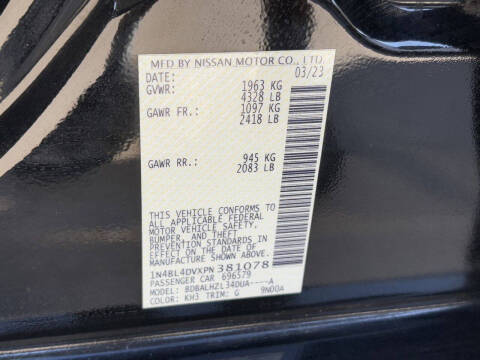 MFD BY NISSAN MOTOR CO., LTD.
DATE: 03/23
GVWR: 1963 KG
4328 LB
GAWR FR.: 1097 KG
2418 LB
GAWR RR.: 945 KG
2083 LB
THIS VEHICLE CONFORMS TO
ALL APPLICABLE FEDERAL
MOTOR VEHICLE SAFETY,
BUMPER, AND THEFT
PREVENTION STANDARDS IN
EFFECT ON THE DATE OF
MANUFACTURE SHOWN ABOVE.
1N4BL4DVXPN381078
PASSENGER CAR 696579
MODEL: BDBALHZL34DUA----A
COLOR: KH3 TRIM: G 9N00A